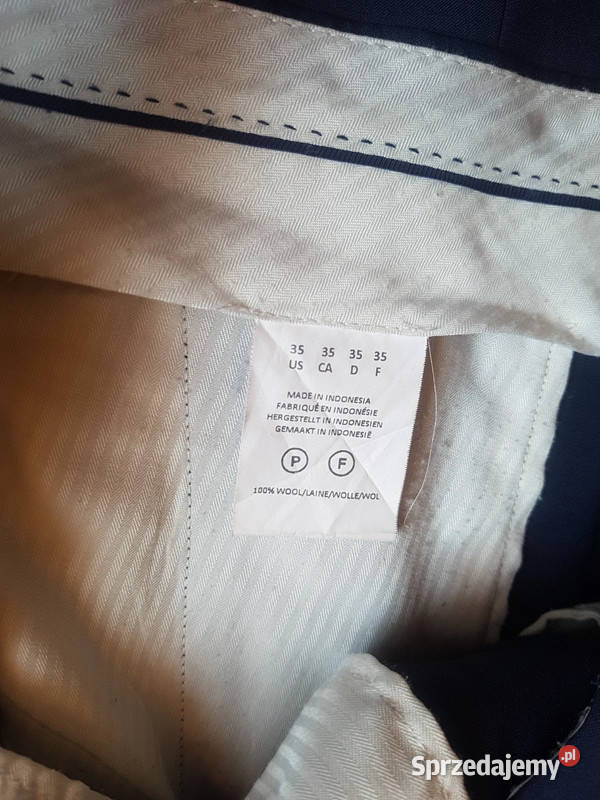 35 35 35 35
US CA D F
MADE IN INDONESIA
FABRIQUÉ EN INDONÉSIE
HERGESTELLT IN INDONESIEN
GEMAAKT IN INDONESIË
P F
100% WOOL/LAINE/WOLLE/WOL
Sprzedajemy.pl